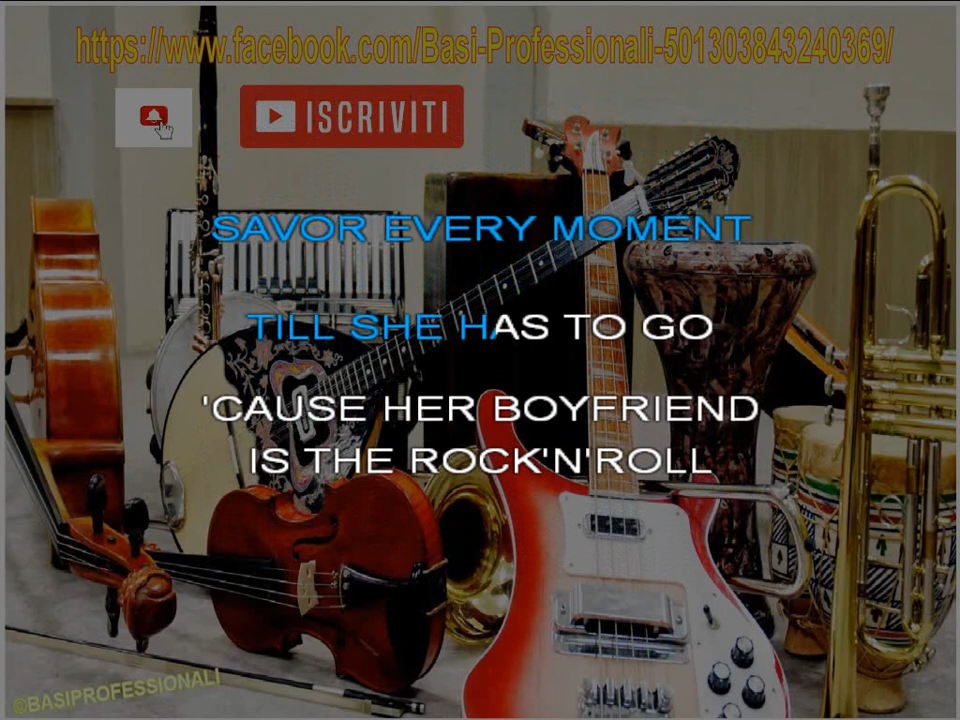 https://www.facebook.com/Basi-Professionali-501303843240369/
ISCRIVITI
SAVOR EVERY MOMENT
TILL SHE HAS TO GO
'CAUSE HER BOYFRIEND
IS THE ROCK'N'ROLL
©BASIPROFESSIONALI